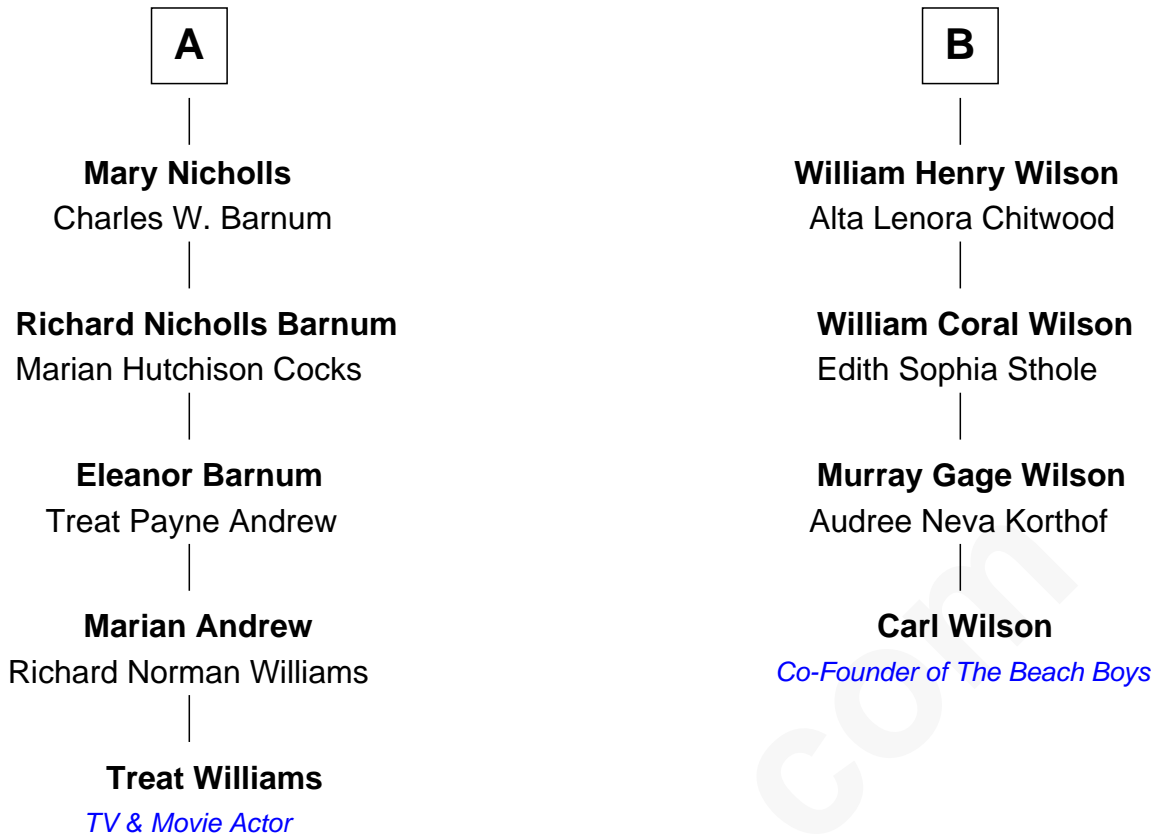 A
Mary Nicholls
Charles W. Barnum
Richard Nicholls Barnum
Marian Hutchison Cocks
Eleanor Barnum
Treat Payne Andrew
Marian Andrew
Richard Norman Williams
Treat Williams
TV & Movie Actor
B
William Henry Wilson
Alta Lenora Chitwood
William Coral Wilson
Edith Sophia Sthole
Murray Gage Wilson
Audree Neva Korthof
Carl Wilson
Co-Founder of The Beach Boys
com